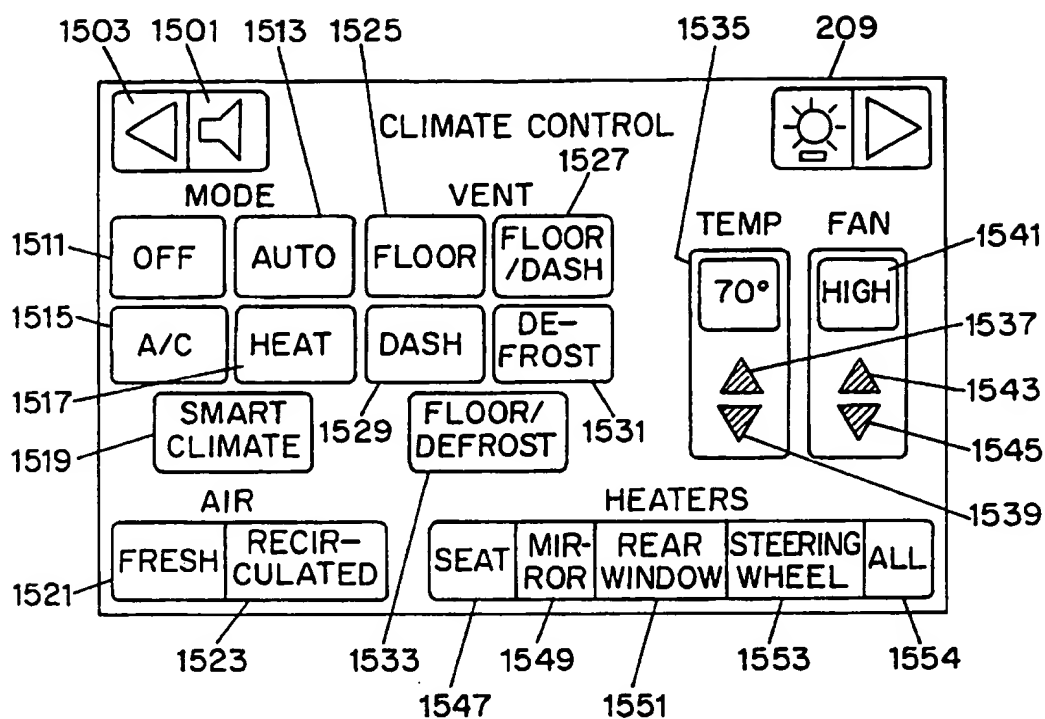 1503 1501 1513 1525 1535 209
CLIMATE CONTROL
1527
MODE VENT
TEMP FAN
1511 OFF AUTO FLOOR FLOOR
/DASH
70° HIGH 1541
1515 A/C HEAT DASH DE-
FROST
1537
1517 1543
SMART
CLIMATE
1529 FLOOR/
DEFROST
1531
1519 1545
1539
AIR HEATERS
FRESH RECIR-
CULATED
SEAT MIR-
ROR
REAR
WINDOW
STEERING
WHEEL
ALL
1521
1523 1533 1549 1553 1554
1547 1551